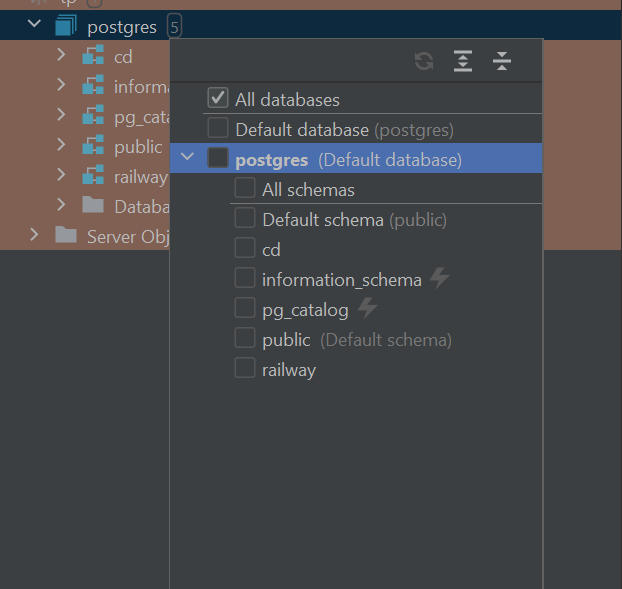 tp
postgres 5
cd
pg_cata
public
railway
Databa
Server Obj
All databases
Default database (postgres)
postgres (Default database)
All schemas
Default schema (public)
cd
information_schema
pg_catalog
public (Default schema)
railway